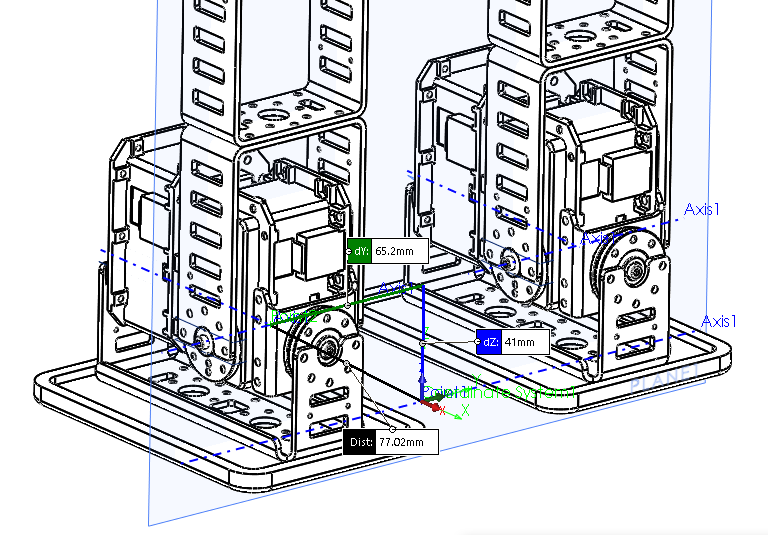 Axis1
dY: 65.2mm
Axis1
dZ: 41mm
PLANE1
Y
X
X
Dist: 77.02mm